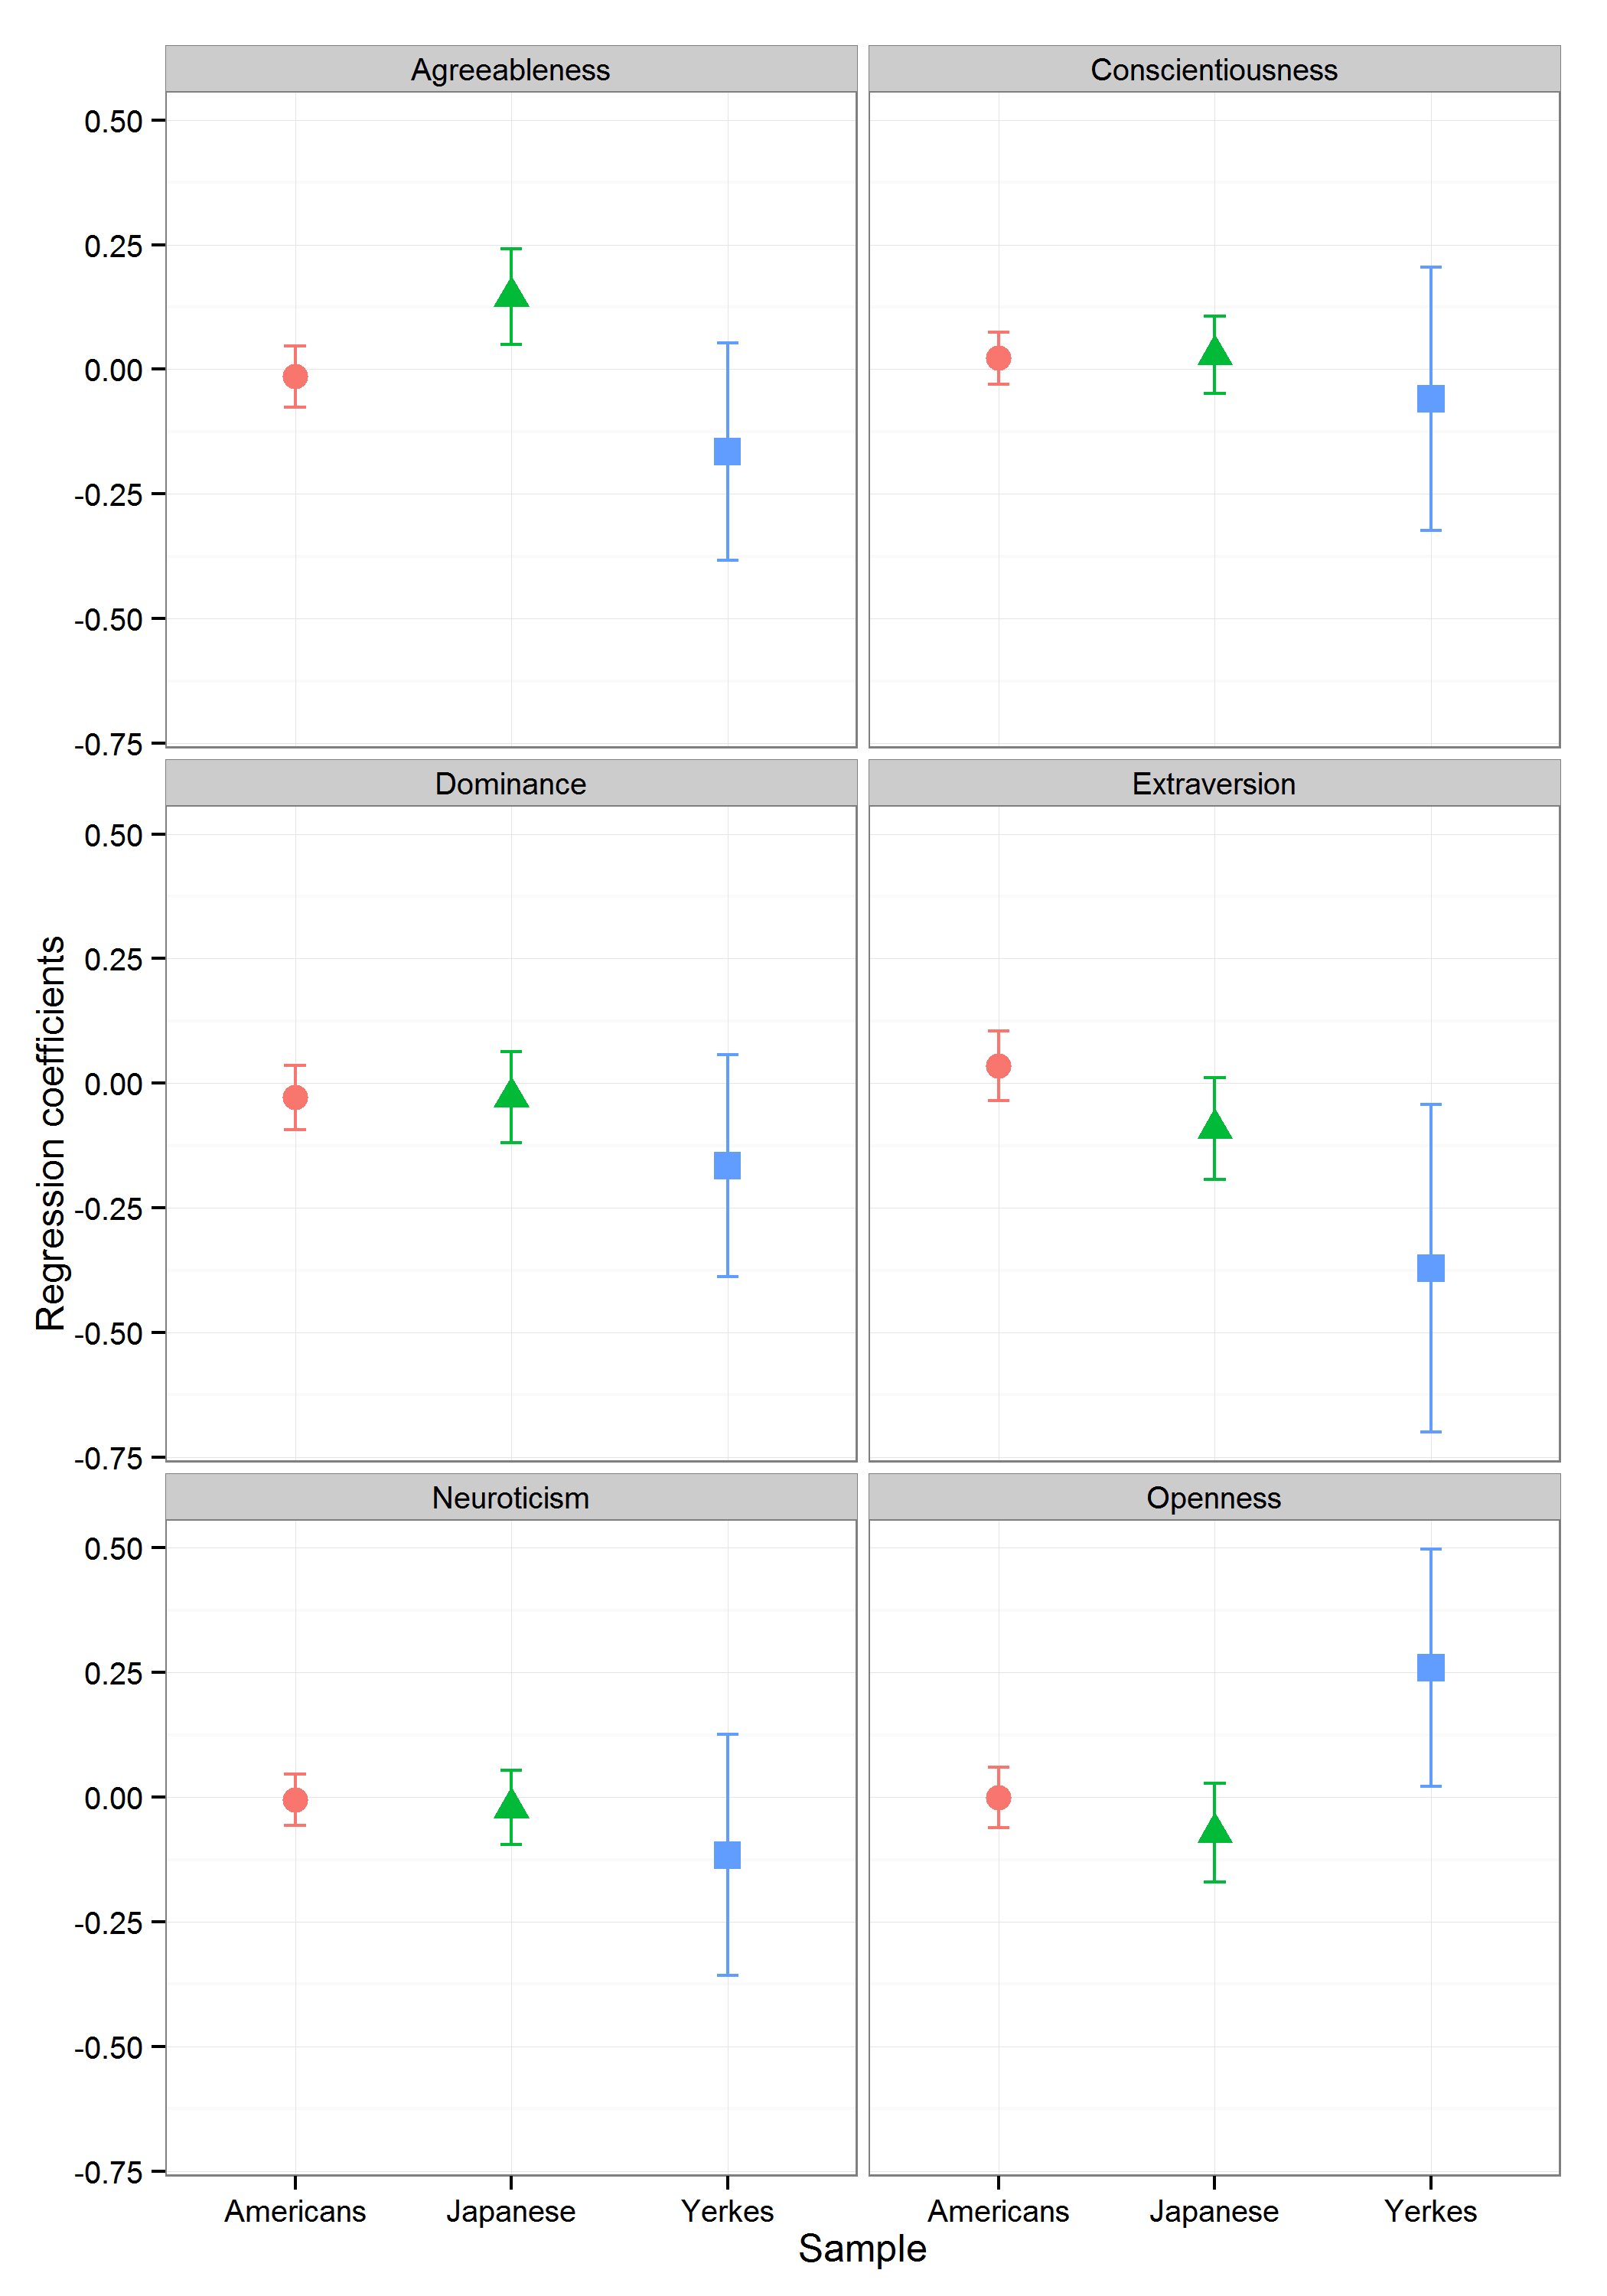 Agreeableness
Conscientiousness
0.50
0.25
0.00
-0.25
-0.50
-0.75
Dominance
Extraversion
0.50
0.25
0.00
-0.25
-0.50
-0.75
Neuroticism
Openness
0.50
0.25
0.00
-0.25
-0.50
-0.75
Regression coefficients
Americans Japanese Yerkes
Americans Japanese Yerkes
Sample